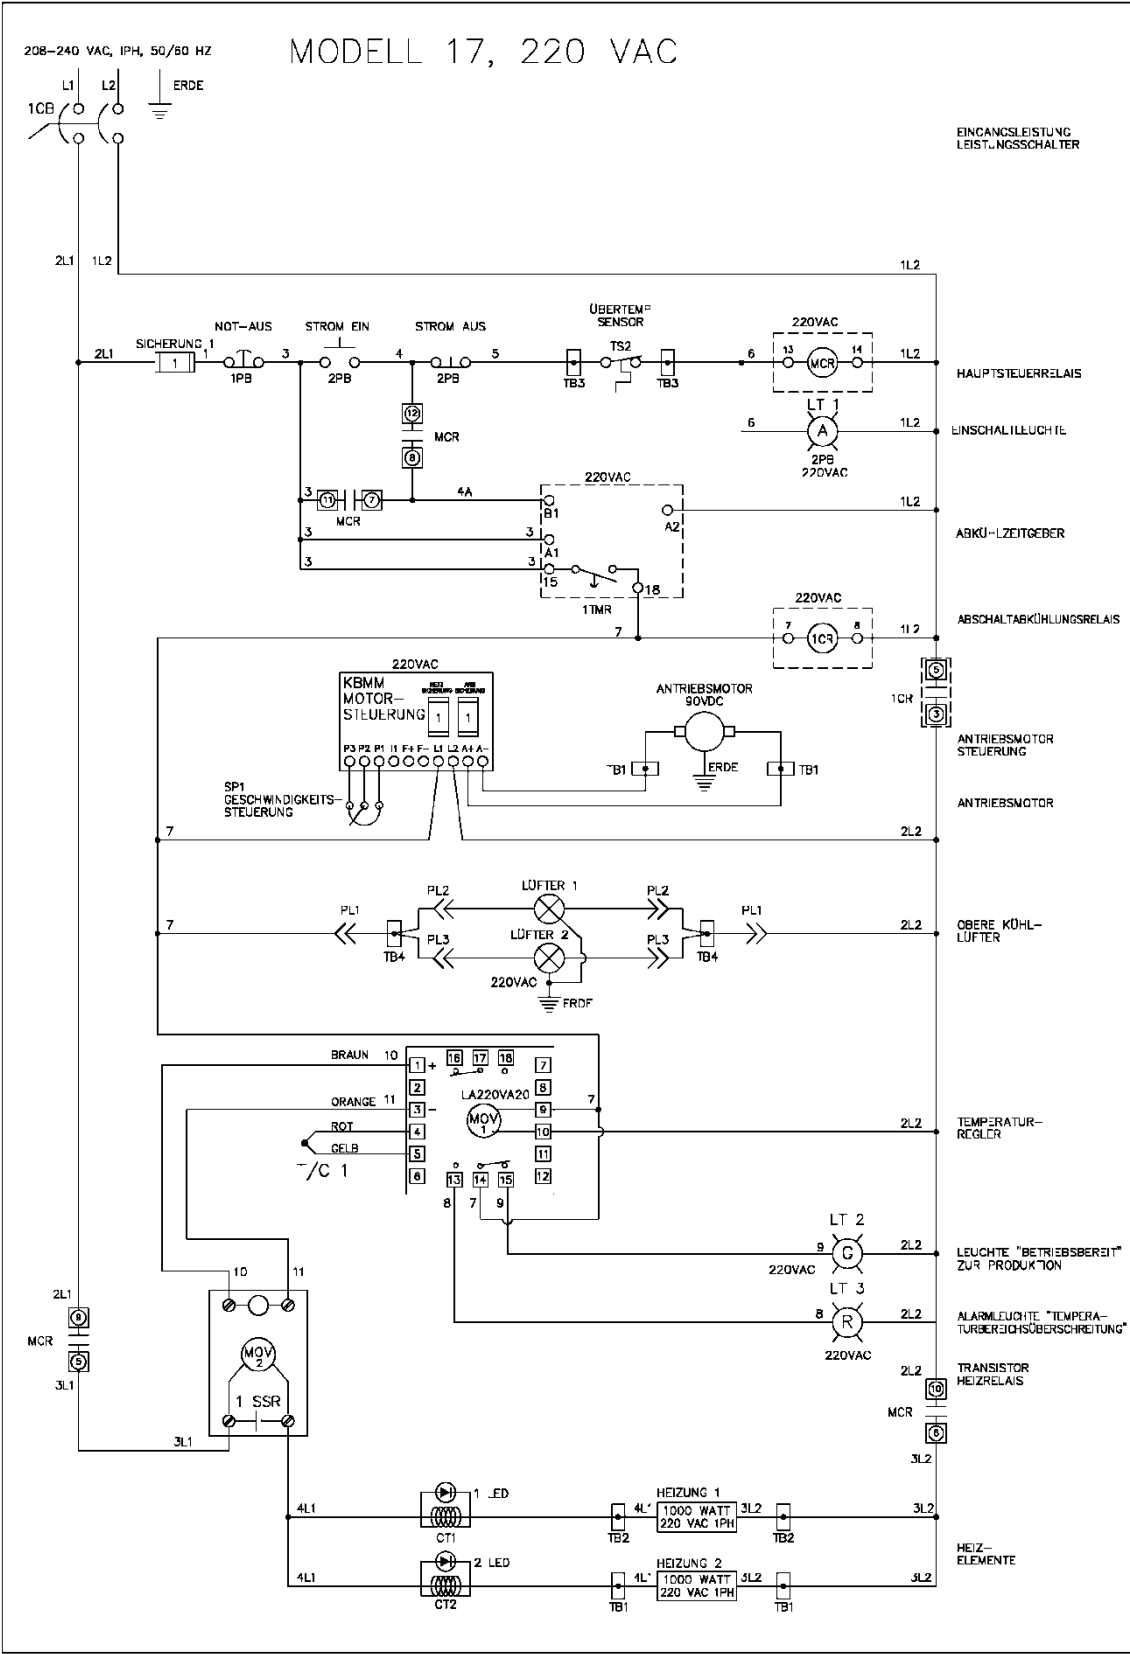 MODELL 17, 220 VAC
208-240 VAC, 1PH, 50/60 HZ
L1 L2 ERDE
1CB
EINGANGSLEISTUNG
LEISTUNGSSCHALTER
2L1 1L2 1L2
ÜBERTEMP
SENSOR
NOT-AUS STROM EIN STROM AUS TS2 220VAC
SICHERUNG 1
2L1 1 1 3 4 5 6 13 MCR 14 1L2
1PB 2PB 2PB TB3 TB3
HAUPTSTEUERRELAIS
LT 1
6 A 1L2
EINSCHALTLEUCHTE
2PB
220VAC
12
MCR
8
220VAC
3 11 7 4A B1 A2 1L2
MCR
ABKÜHLZEITGEBER
3 3 A1
3 3 15 18
1TMR
220VAC
ABSCHALTABKÜHLUNGSRELAIS
7 7 1CR 8 1L2
5
1CR
3
220VAC
KBMM
MOTOR-
STEUERUNG
1 1
ANTRIEBSMOTOR
90VDC
ANTRIEBSMOTOR
STEUERUNG
P3 P2 P1 I1 F+ F- L1 L2 A+ A-
TB1 ERDE TB1
SP1
GESCHWINDIGKEITS-
STEUERUNG
ANTRIEBSMOTOR
7 2L2
LÜFTER 1
PL2 PL2
PL1 PL1
7 2L2
OBERE KÜHL-
LÜFTER
LÜFTER 2
PL3 PL3
TB4 TB4
220VAC
ERDE
BRAUN 10 1 + 16 17 18 7
2 8
LA220VA20
ORANGE 11 3 - 9 7
MOV
1
ROT 4 10 2L2
TEMPERATUR-
REGLER
GELB 5 11
T/C 1
6 13 14 15 12
8 7 9
LT 2
9 G 2L2
220VAC
LEUCHTE "BETRIEBSBEREIT"
ZUR PRODUKTION
10 11
LT 3
8 R 2L2
220VAC
ALARMLEUCHTE "TEMPERA-
TURBEREICHSÜBERSCHREITUNG"
2L1
9
MCR
5
3L1
MOV
2
1 SSR
3L1
2L2
TRANSISTOR
HEIZRELAIS
10
MCR
6
3L2
1 LED HEIZUNG 1
4L1 4L1 1000 WATT 3L2 3L2
220 VAC 1PH
CT1 TB2 TB2
2 LED HEIZUNG 2
HEIZ-
ELEMENTE
4L1 4L1 1000 WATT 3L2 3L2
220 VAC 1PH
CT2 TB1 TB1